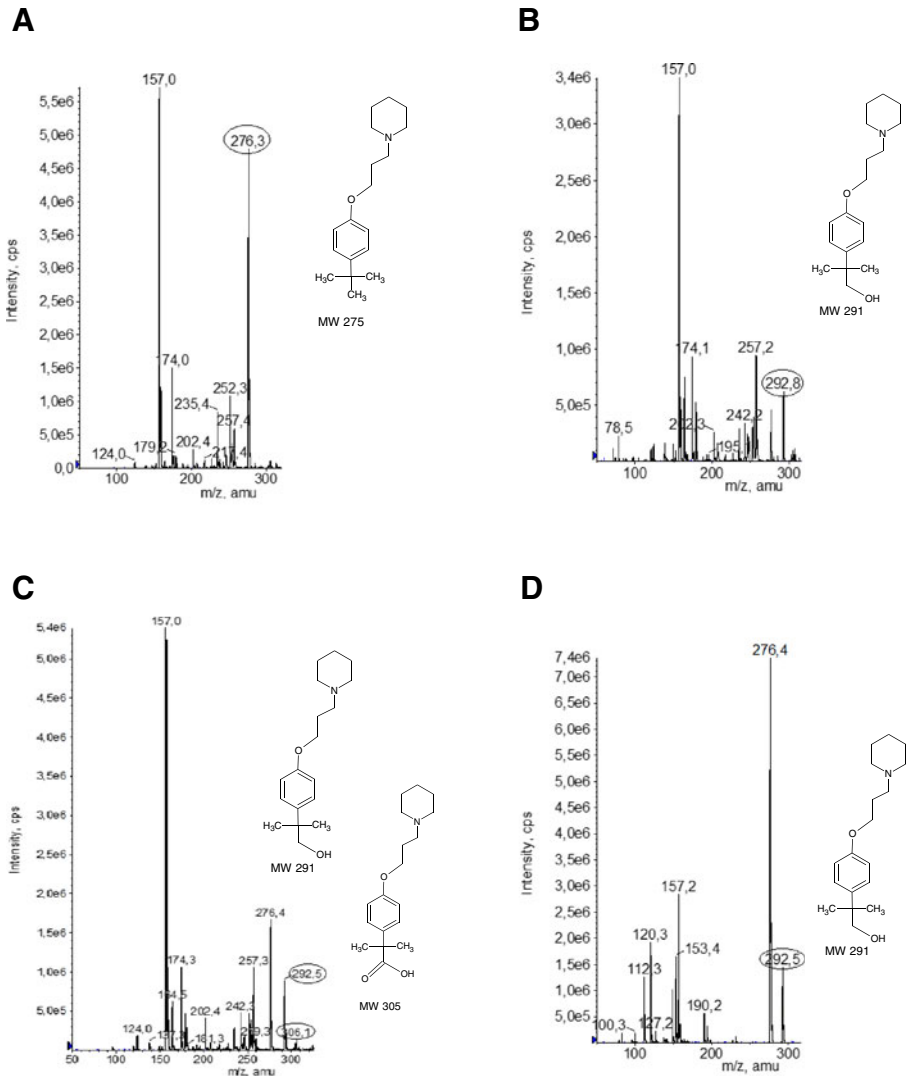 A
157,0
276,3
5,5e6
5,0e6
4,5e6
4,0e6
3,5e6
3,0e6
2,5e6
2,0e6
1,5e6
1,0e6
5,0e5
0,0
Intensity, cps
174,0
252,3
235,4
257,4
202,4
179,2
124,0
100
200
300
m/z, amu
N
O
H₃C
CH₃
CH₃
MW 275
B
157,0
3,4e6
3,0e6
2,5e6
2,0e6
1,5e6
1,0e6
5,0e5
Intensity, cps
174,1
257,2
292,8
242,2
78,5
195
100
200
300
m/z, amu
N
O
H₃C
CH₃
OH
MW 291
C
157,0
5,4e6
5,0e6
4,5e6
4,0e6
3,5e6
3,0e6
2,5e6
2,0e6
1,5e6
1,0e6
5,0e5
Intensity, cps
276,4
174,3
257,3
292,5
164,5
202,4
242,3
124,0
306,1
50
100
150
200
250
300
m/z, amu
N
O
H₃C
CH₃
OH
MW 291
N
O
H₃C
CH₃
O
OH
MW 305
D
276,4
7,4e6
7,0e6
6,5e6
6,0e6
5,5e6
5,0e6
4,5e6
4,0e6
3,5e6
3,0e6
2,5e6
2,0e6
1,5e6
1,0e6
5,0e5
Intensity, cps
157,2
120,3
153,4
112,3
292,5
190,2
100,3
127,2
100
200
300
m/z, amu
N
O
H₃C
CH₃
OH
MW 291